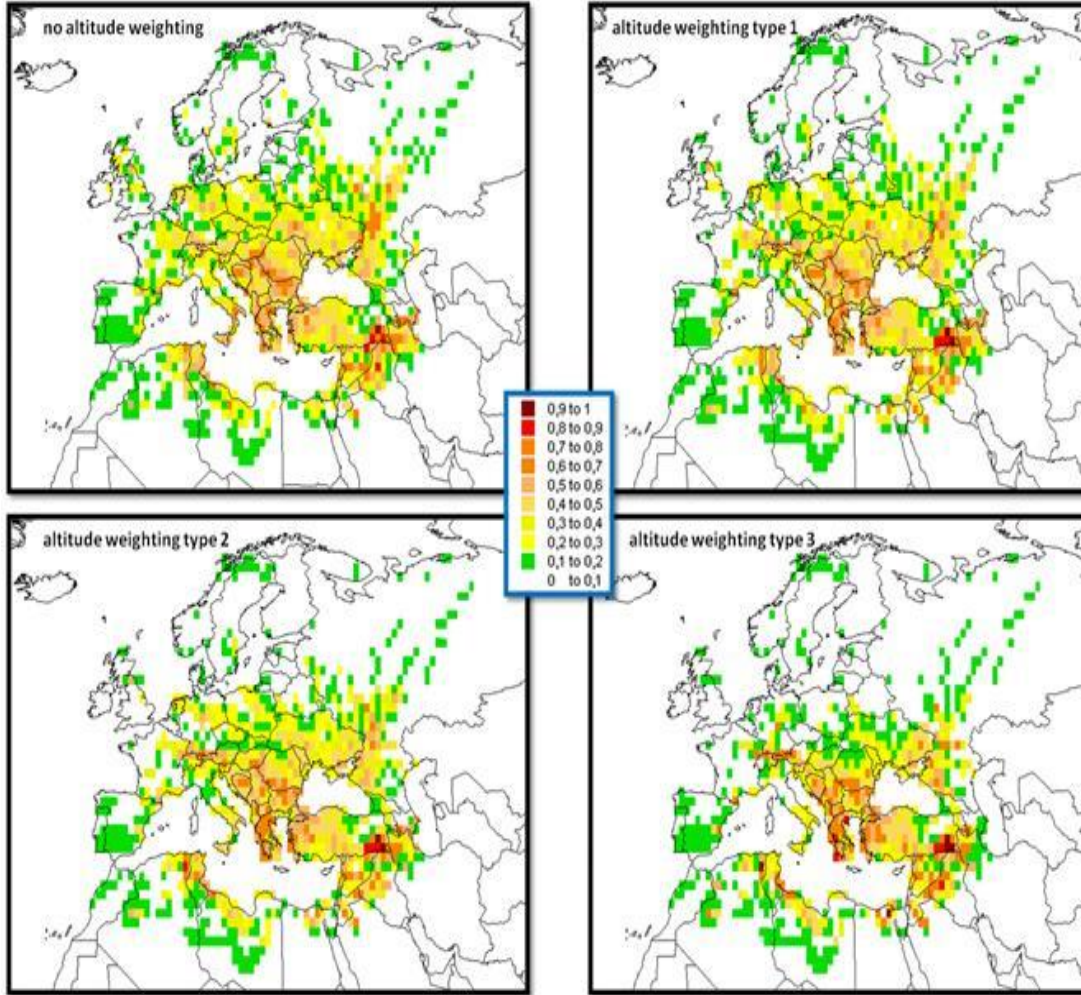 no altitude weighting
altitude weighting type 1
0,9 to 1
0,8 to 0,9
0,7 to 0,8
0,6 to 0,7
0,5 to 0,6
0,4 to 0,5
0,3 to 0,4
0,2 to 0,3
0,1 to 0,2
0 to 0,1
altitude weighting type 2
altitude weighting type 3